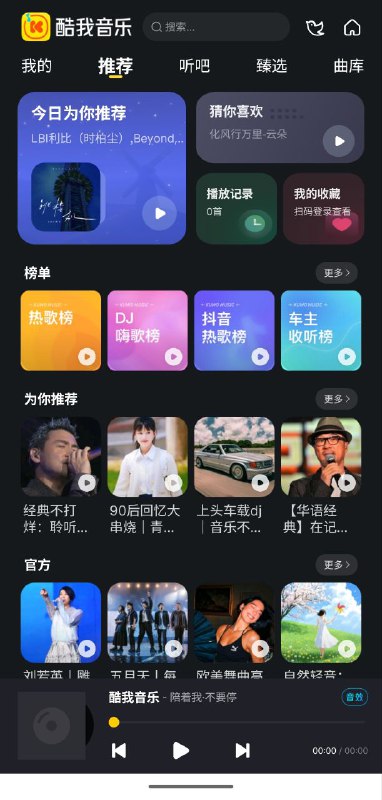 酷我音乐
搜索...
我的
推荐
听吧
臻选
曲库
今日为你推荐
LBI利比（时柏尘）,Beyond,...
猜你喜欢
化风行万里-云朵
播放记录
0首
我的收藏
扫码登录查看
榜单
更多 >
KUWO MUSIC
热歌榜
KUWO MUSIC
DJ
嗨歌榜
KUWO MUSIC
抖音
热歌榜
KUWO MUSIC
车主
收听榜
为你推荐
更多 >
经典不打
烊：聆听...
90后回忆大
串烧｜青...
上头车载dj
｜音乐不...
【华语经
典】在记...
官方
更多 >
刘若英｜雕
五月天｜每
欧美舞曲高
自然轻音：
酷我音乐 - 陪着我·不要停
音效
00:00 / 00:00